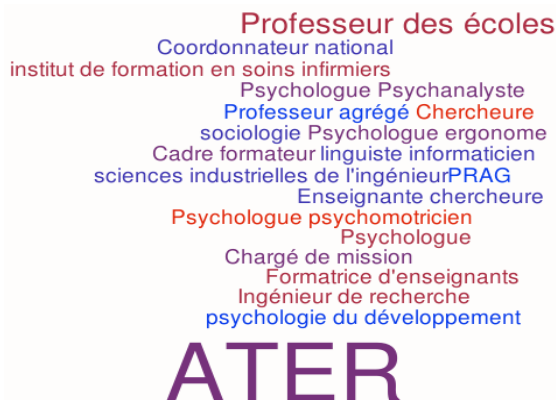 Professeur des écoles
Coordonnateur national
institut de formation en soins infirmiers
Psychologue Psychanalyste
Professeur agrégé Chercheure
sociologie Psychologue ergonome
Cadre formateur linguiste informaticien
sciences industrielles de l'ingénieur PRAG
Enseignante chercheure
Psychologue psychomotricien
Psychologue
Chargé de mission
Formatrice d'enseignants
Ingénieur de recherche
psychologie du développement
ATER